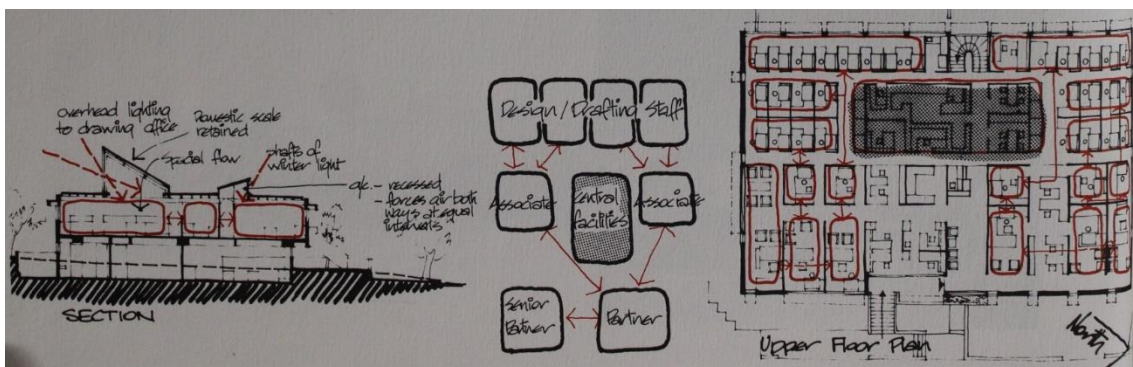 overhead lighting
to drawing office
Domestic scale
retained
spacial flow
shafts of
winter light
a/c - recessed
- forces air both
ways at equal
intervals
SECTION
Design / Drafting Staff
Associate
Central
facilities
Associate
Senior
Partner
Partner
Upper Floor Plan
North